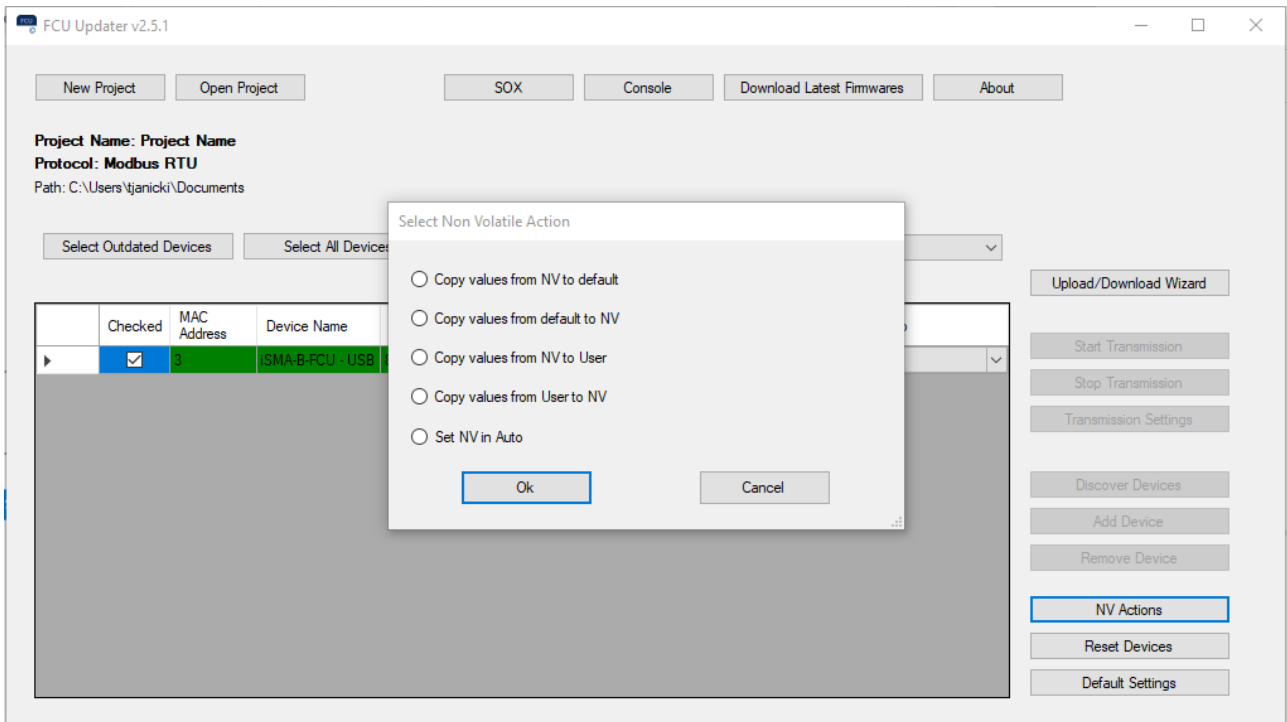 FCU
FCU Updater v2.5.1
New Project
Open Project
SOX
Console
Download Latest Firmwares
About
Project Name: Project Name
Protocol: Modbus RTU
Path: C:\Users\tjanicki\Documents
Select Outdated Devices
Select All Devices
Select Non Volatile Action
Copy values from NV to default
Copy values from default to NV
Copy values from NV to User
Copy values from User to NV
Set NV in Auto
Ok
Cancel
Checked
MAC
Address
Device Name
3
iSMA-B-FCU - USB
Upload/Download Wizard
Start Transmission
Stop Transmission
Transmission Settings
Discover Devices
Add Device
Remove Device
NV Actions
Reset Devices
Default Settings